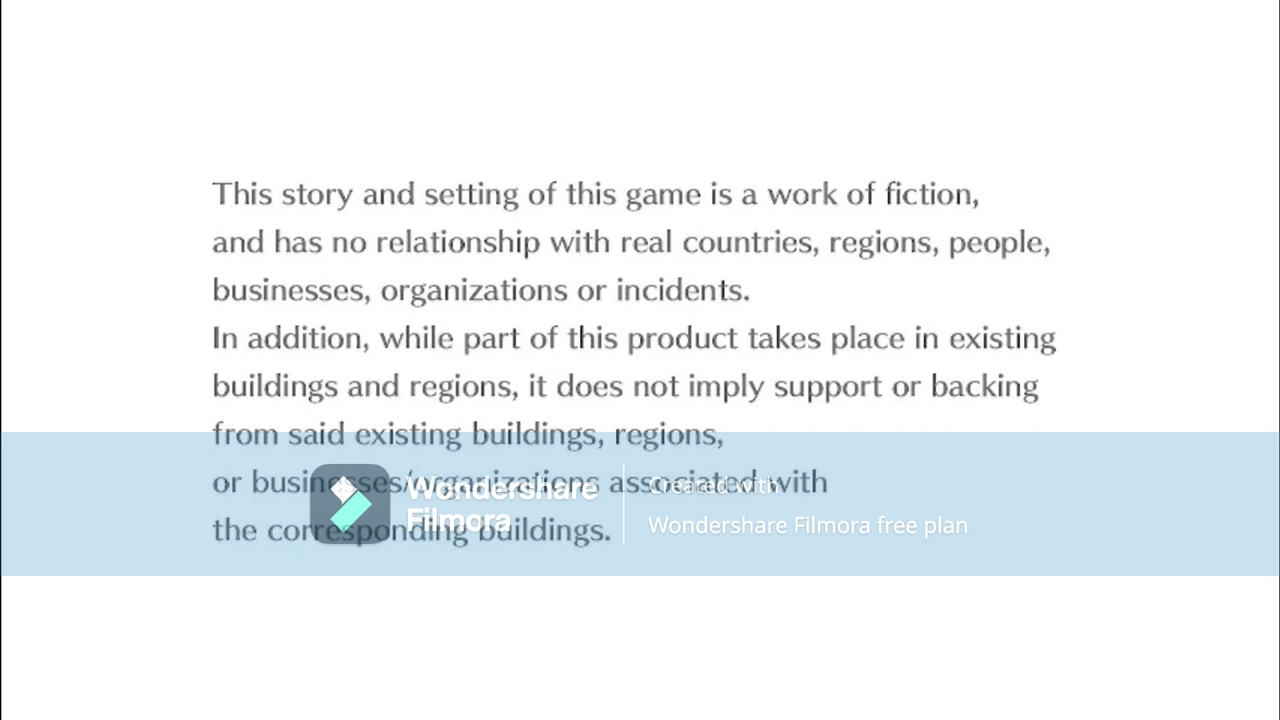 This story and setting of this game is a work of fiction,
and has no relationship with real countries, regions, people,
businesses, organizations or incidents.
In addition, while part of this product takes place in existing
buildings and regions, it does not imply support or backing
from said existing buildings, regions,
or businesses/organizations associated with
the corresponding buildings.
Wondershare
Filmora
Created with
Wondershare Filmora free plan